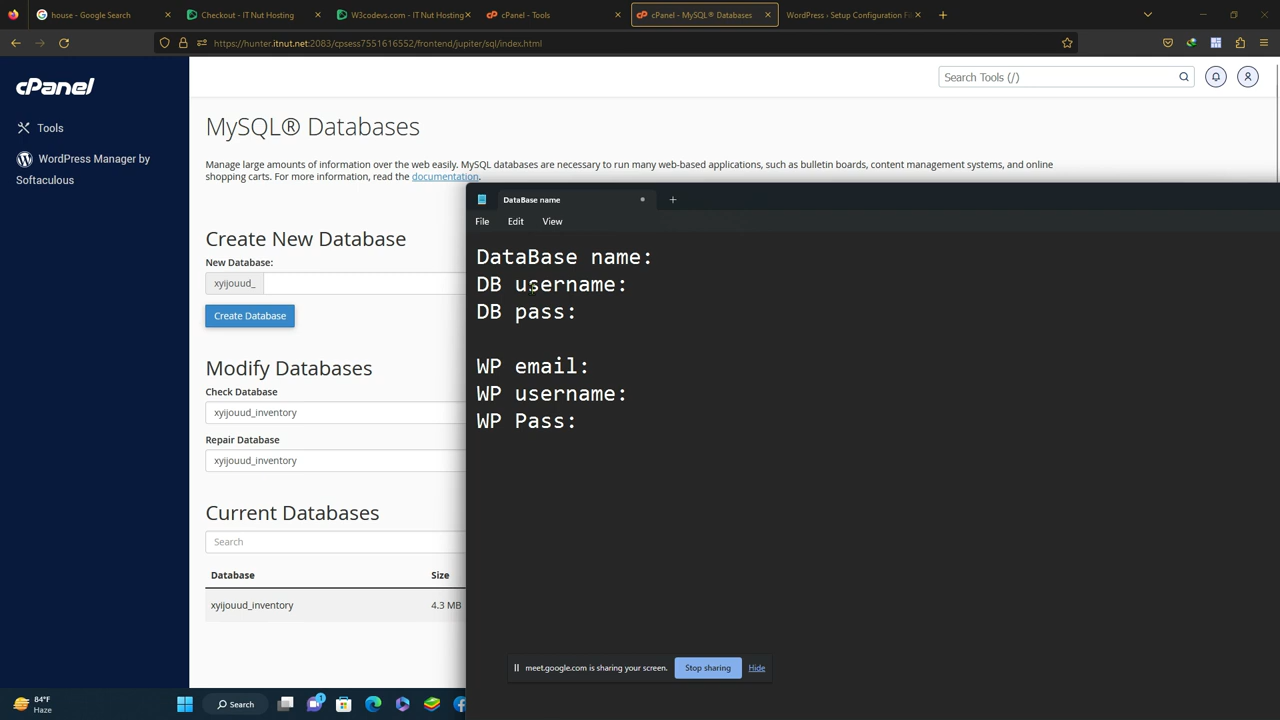 house - Google Search
Checkout - IT Nut Hosting
W3codevs.com - IT Nut Hosting
cPanel - Tools
cPanel - MySQL® Databases
WordPress › Setup Configuration Fi
https://hunter.itnut.net:2083/cpsess7551616552/frontend/jupiter/sql/index.html
cPanel
Search Tools (/)
Tools
WordPress Manager by
Softaculous
MySQL® Databases
Manage large amounts of information over the web easily. MySQL databases are necessary to run many web-based applications, such as bulletin boards, content management systems, and online
shopping carts. For more information, read the documentation.
Create New Database
New Database:
xyijouud_
Create Database
Modify Databases
Check Database
xyijouud_inventory
Repair Database
xyijouud_inventory
Current Databases
Search
Database Size
xyijouud_inventory 4.3 MB
DataBase name
File Edit View
DataBase name:
DB username:
DB pass:
WP email:
WP username:
WP Pass:
meet.google.com is sharing your screen. Stop sharing Hide
84°F
Haze
Search
1